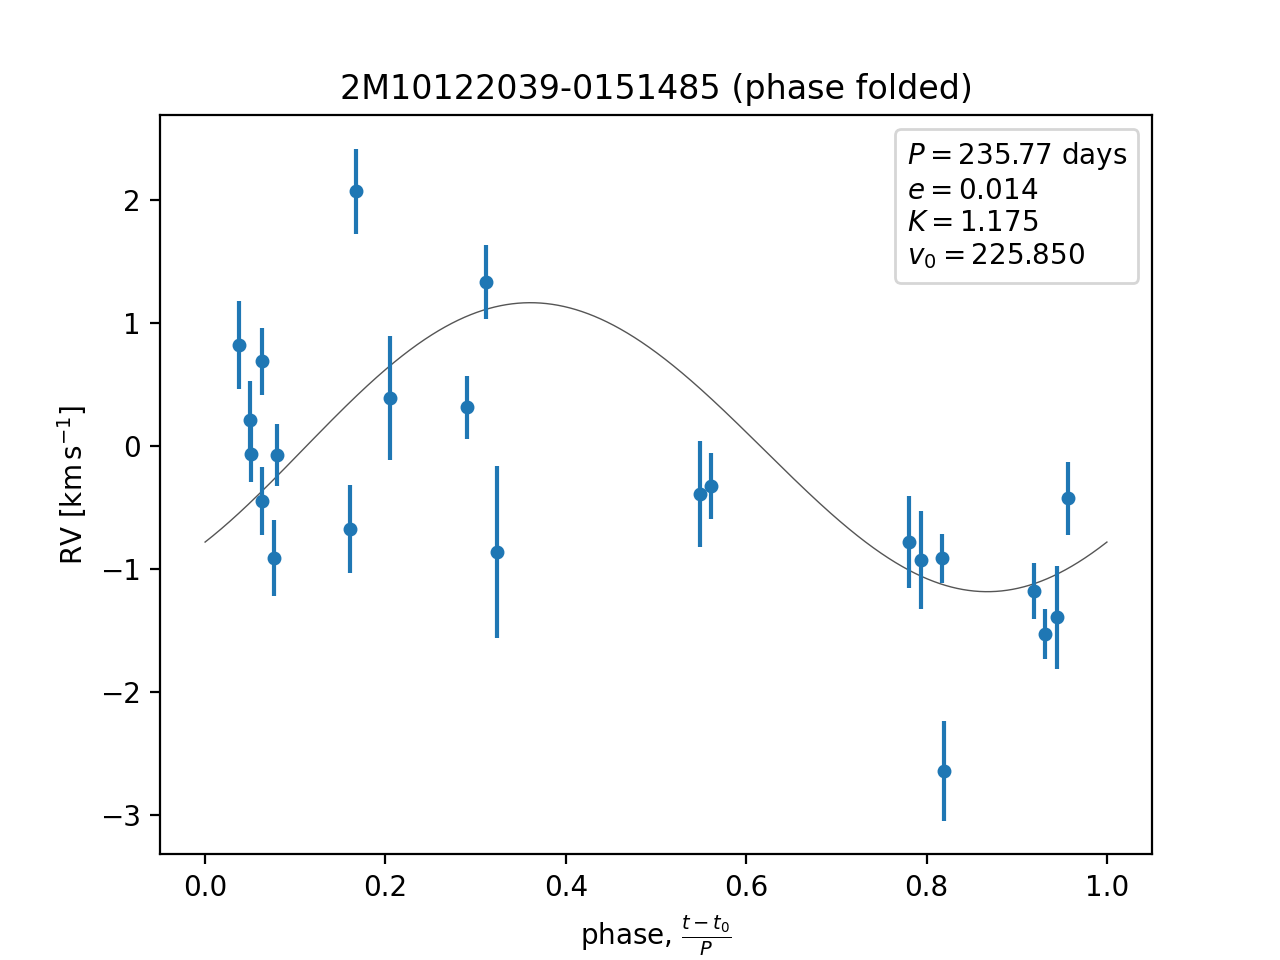 2M10122039-0151485 (phase folded)
P = 235.77 days
e = 0.014
K = 1.175
v₀ = 225.850
2
1
0
−1
−2
−3
RV [km s⁻¹]
0.0 0.2 0.4 0.6 0.8 1.0
phase, (t − t₀)/P